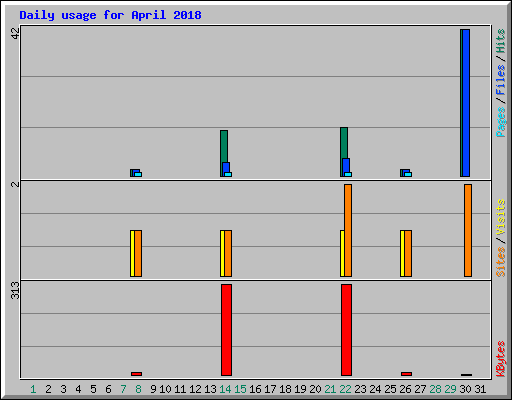 Daily usage for April 2018
42
2
313
Pages / Files / Hits
Sites / Visits
KBytes
1 2 3 4 5 6 7 8 9 10 11 12 13 14 15 16 17 18 19 20 21 22 23 24 25 26 27 28 29 30 31